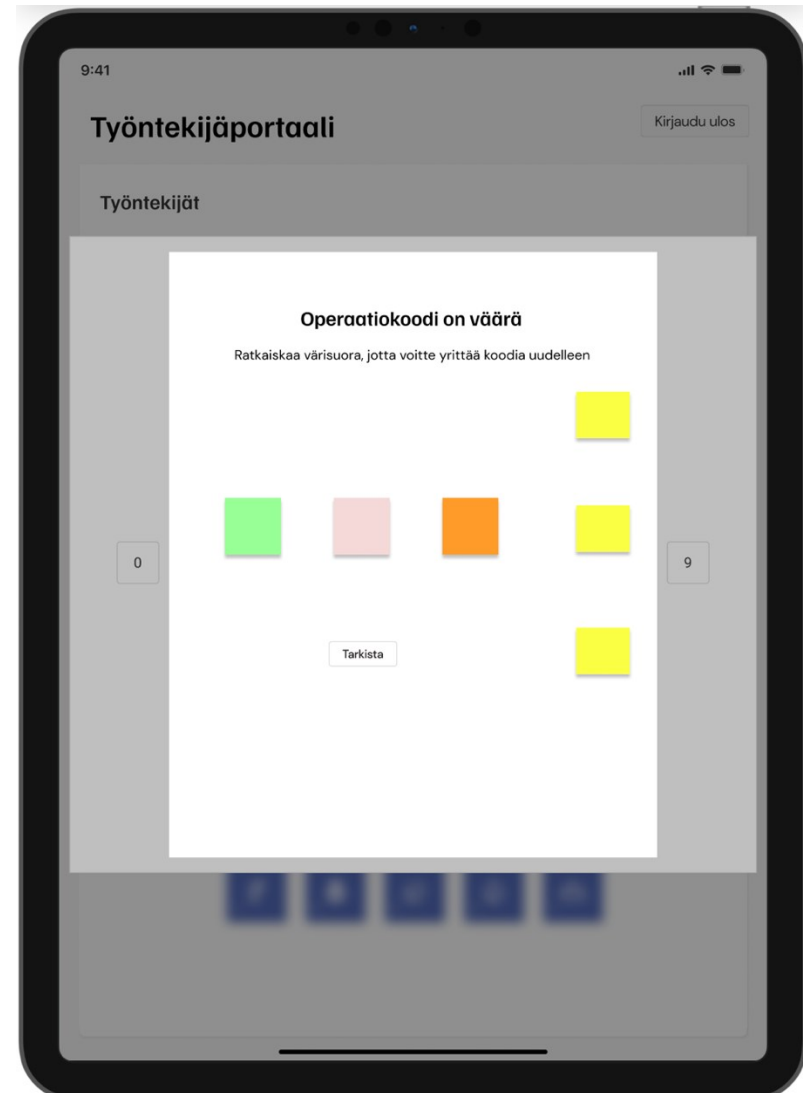 9:41
Työntekijäportaali
Kirjaudu ulos
Työntekijät
Operaatiokoodi on väärä
Ratkaiskaa värisuora, jotta voitte yrittää koodia uudelleen
0
9
Tarkista